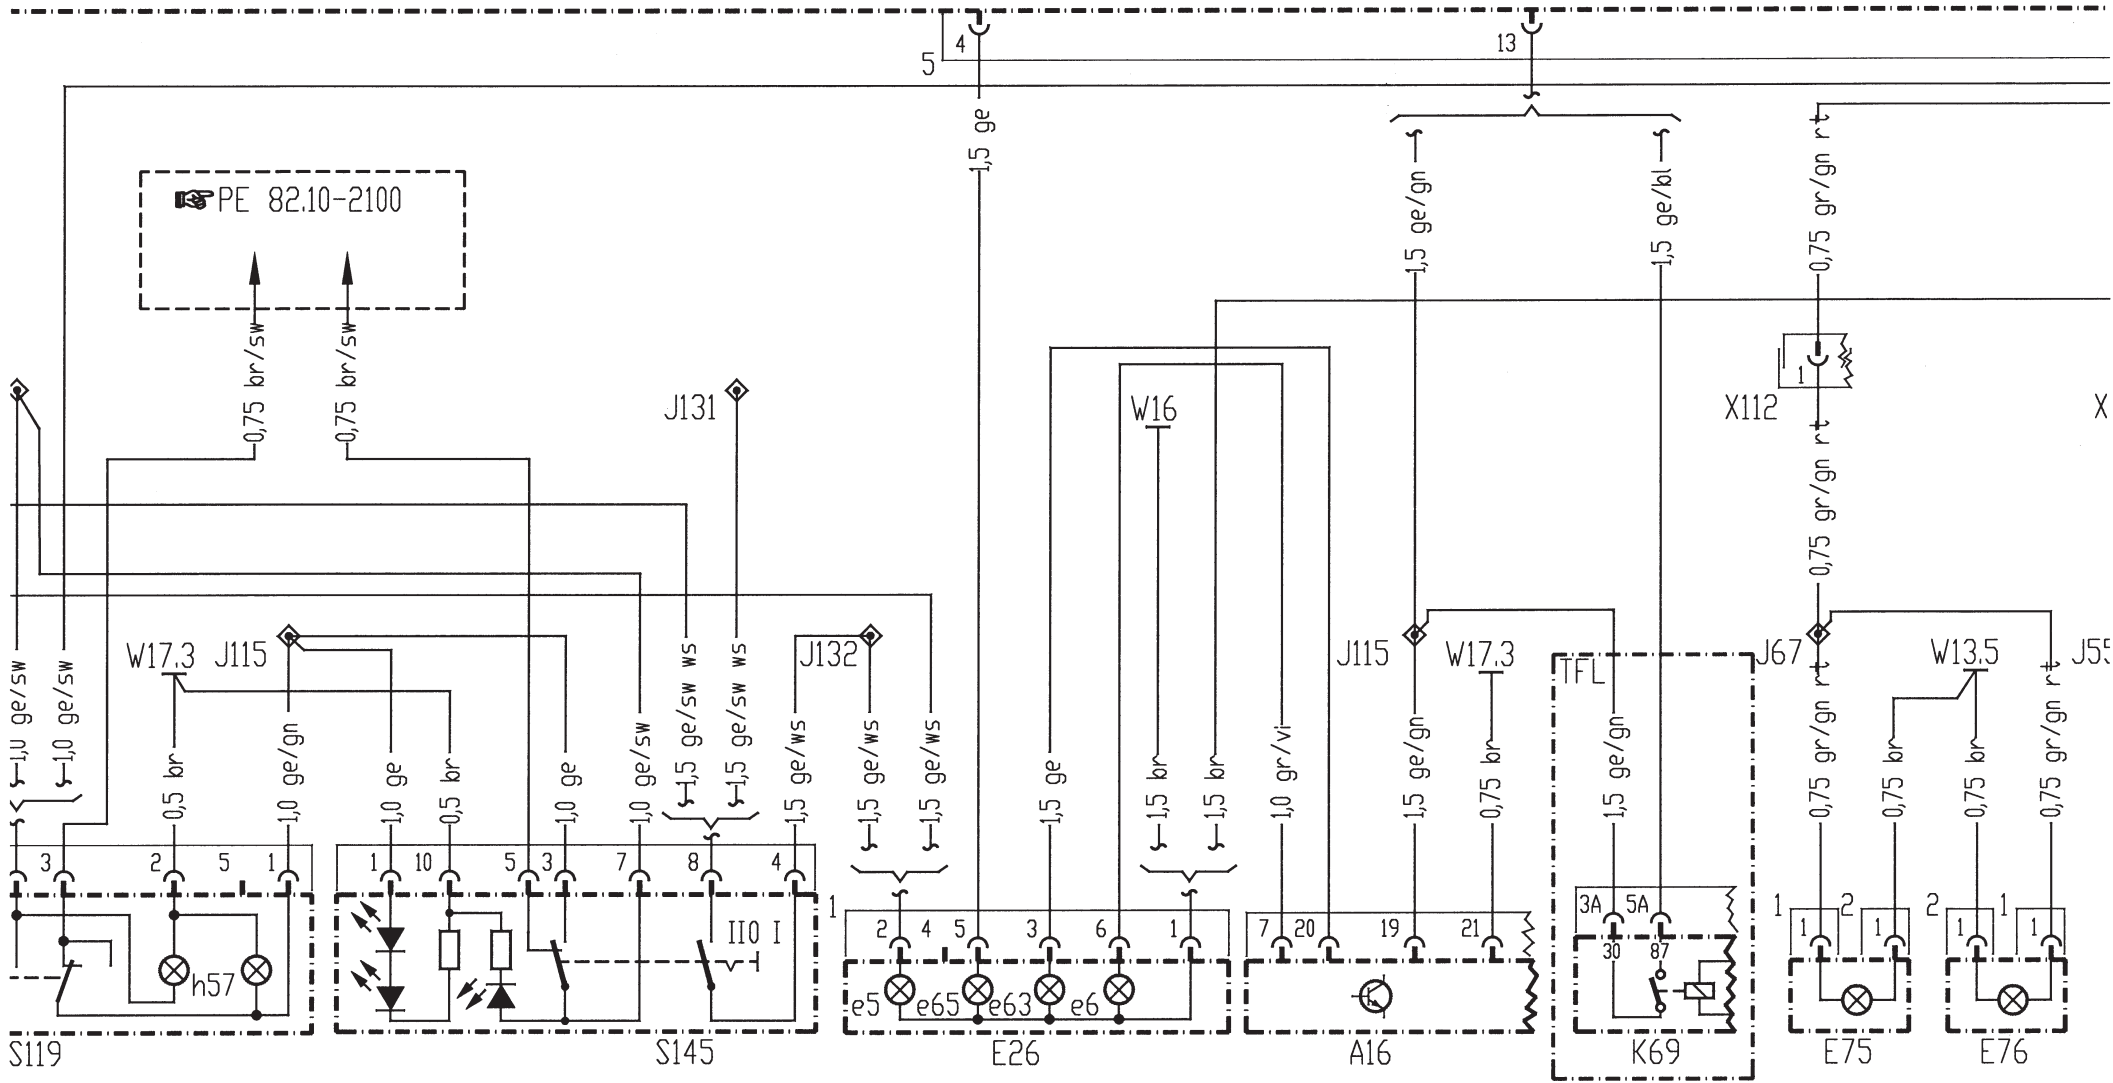 4
13
5
PE 82.10-2100
1,5 ge
1,5 ge/gn
1,5 ge/bl
0,75 gr/gn rt
0,75 br/sw
0,75 br/sw
J131
W16
1
X112
X
0,75 gr/gn rt
W17.3
J115
J132
J115
W17.3
TFL
J67
W13.5
J55
1,0 ge/sw
1,0 ge/sw
0,5 br
1,0 ge/gn
1,0 ge
0,5 br
1,0 ge
1,0 ge/sw
1,5 ge/sw ws
1,5 ge/sw ws
1,5 ge/ws
1,5 ge/ws
1,5 ge/ws
1,5 ge
1,5 br
1,5 br
1,0 gr/vi
1,5 ge/gn
0,75 br
1,5 ge/gn
0,75 gr/gn rt
0,75 br
0,75 br
0,75 gr/gn rt
3 2 5 1
1 10 5 3 7 8 4
1
2 4 5 3 6 1
7 20 19 21
3A 5A
1 2 2 1
1 1 1 1
30 87
IIO I
h57
e5 e65 e63 e6
S119
S145
E26
A16
K69
E75
E76